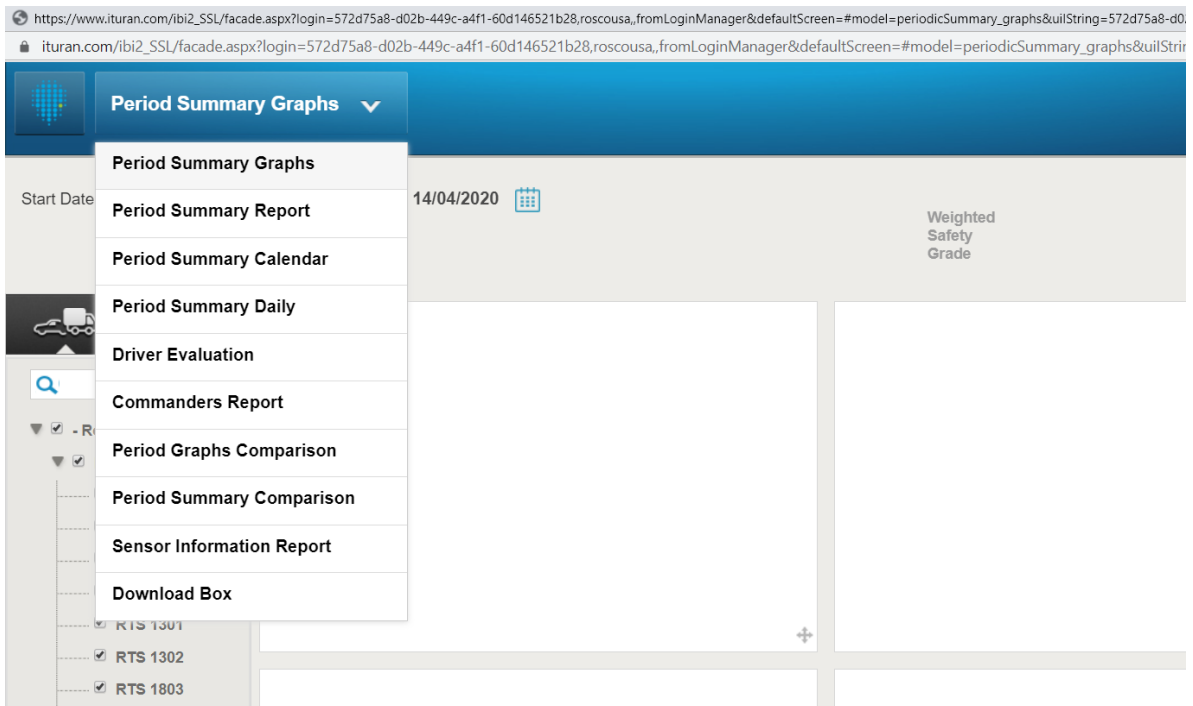 https://www.ituran.com/ibi2_SSL/facade.aspx?login=572d75a8-d02b-449c-a4f1-60d146521b28,roscousa,,fromLoginManager&defaultScreen=#model=periodicSummary_graphs&uilString=572d75a8-d0
ituran.com/ibi2_SSL/facade.aspx?login=572d75a8-d02b-449c-a4f1-60d146521b28,roscousa,,fromLoginManager&defaultScreen=#model=periodicSummary_graphs&uilStrin
Period Summary Graphs
Period Summary Graphs
Start Date
14/04/2020
Period Summary Report
Weighted
Safety
Grade
Period Summary Calendar
Period Summary Daily
Driver Evaluation
Commanders Report
- R
Period Graphs Comparison
Period Summary Comparison
Sensor Information Report
Download Box
RTS 1301
RTS 1302
RTS 1803